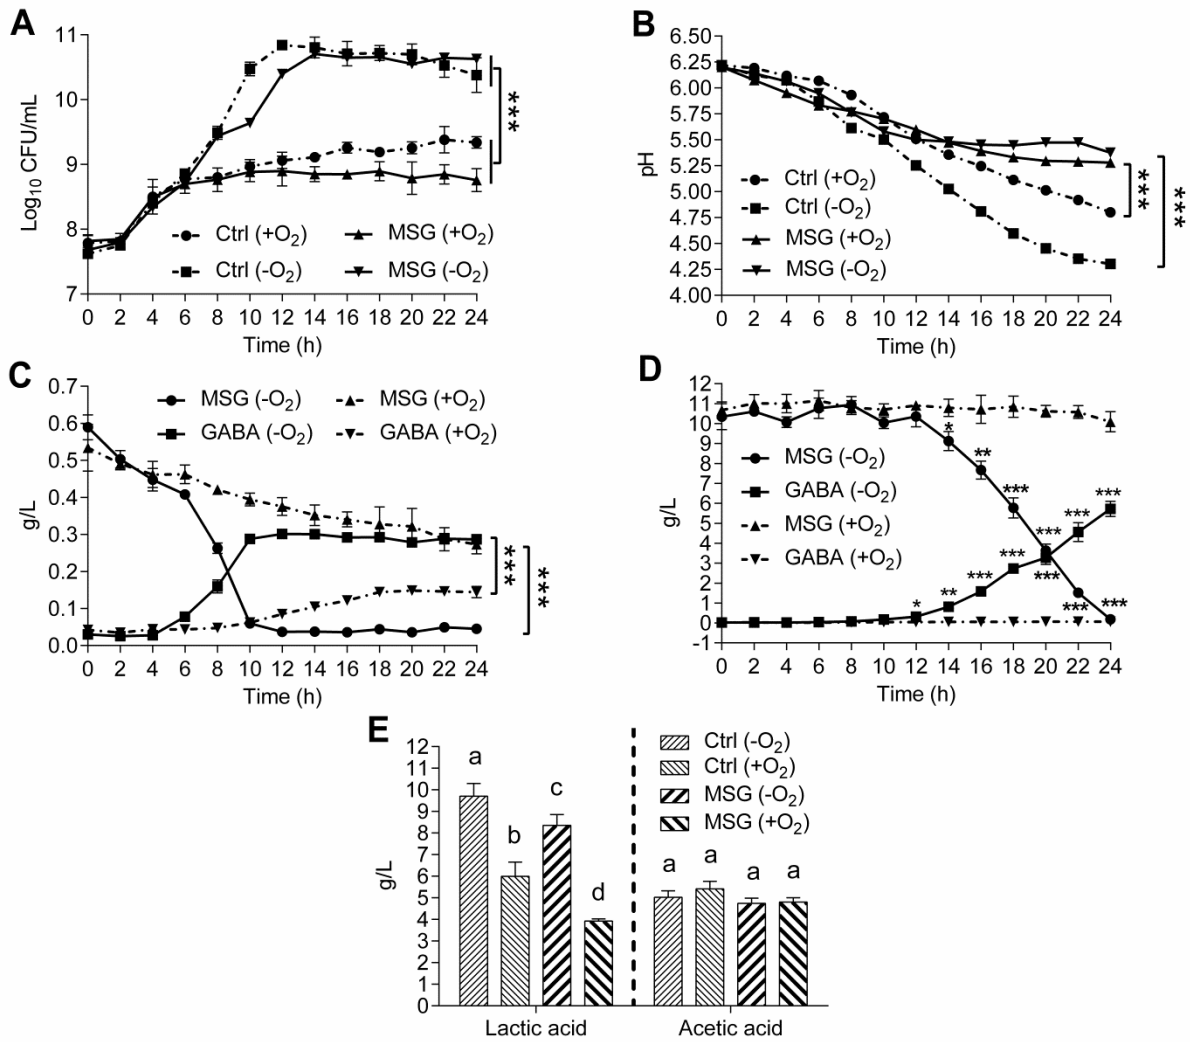 A
11
10
9
8
7
Log10 CFU/mL
Ctrl (+O2)
MSG (+O2)
Ctrl (-O2)
MSG (-O2)
***
0 2 4 6 8 10 12 14 16 18 20 22 24
Time (h)
B
6.50
6.25
6.00
5.75
5.50
5.25
5.00
4.75
4.50
4.25
4.00
pH
Ctrl (+O2)
Ctrl (-O2)
MSG (+O2)
MSG (-O2)
*** ***
0 2 4 6 8 10 12 14 16 18 20 22 24
Time (h)
C
0.7
0.6
0.5
0.4
0.3
0.2
0.1
0.0
g/L
MSG (-O2)
MSG (+O2)
GABA (-O2)
GABA (+O2)
*** ***
0 2 4 6 8 10 12 14 16 18 20 22 24
Time (h)
D
12
11
10
9
8
7
6
5
4
3
2
1
0
-1
g/L
MSG (-O2)
GABA (-O2)
MSG (+O2)
GABA (+O2)
* ** *** *** *** ***
* ** *** *** *** *** ***
0 2 4 6 8 10 12 14 16 18 20 22 24
Time (h)
E
12
11
10
9
8
7
6
5
4
3
2
1
0
g/L
a b c d
a a a a
Ctrl (-O2)
Ctrl (+O2)
MSG (-O2)
MSG (+O2)
Lactic acid
Acetic acid